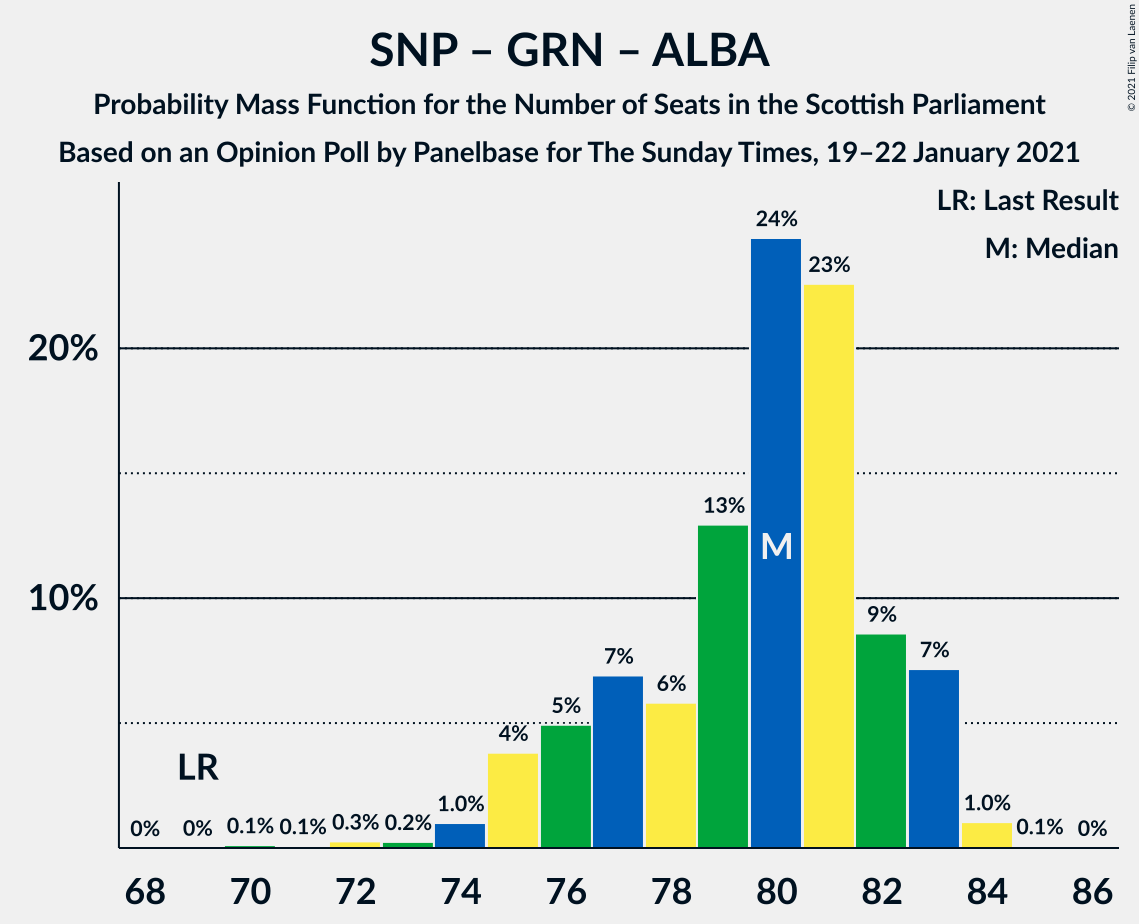 SNP – GRN – ALBA
Probability Mass Function for the Number of Seats in the Scottish Parliament
Based on an Opinion Poll by Panelbase for The Sunday Times, 19–22 January 2021
© 2021 Filip van Laenen
LR: Last Result
M: Median
20%
10%
0% 0% 0.1% 0.1% 0.3% 0.2% 1.0% 4% 5% 7% 6% 13% 24% 23% 9% 7% 1.0% 0.1% 0%
LR
M
68 70 72 74 76 78 80 82 84 86